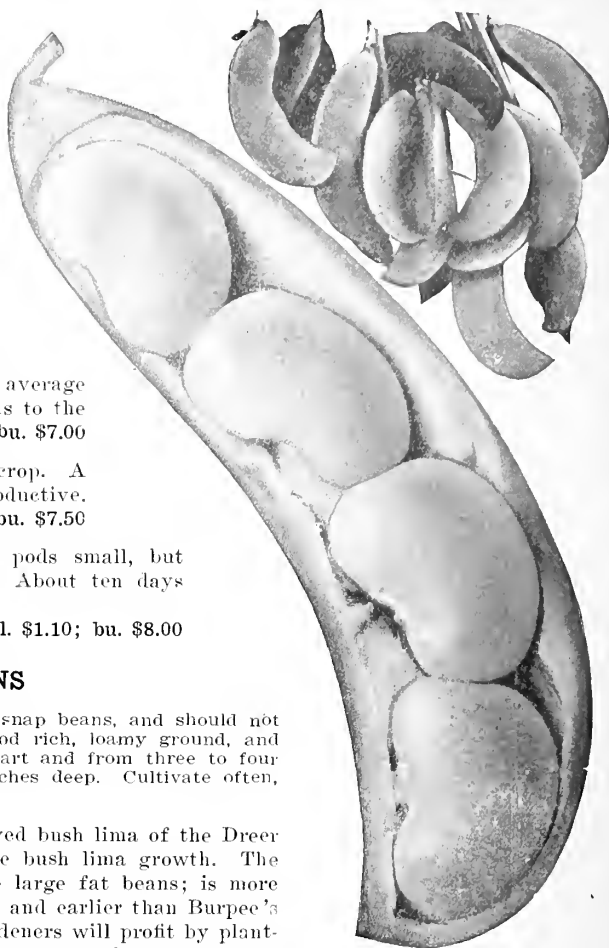 average
s to the
bu. $7.00
crop. A
oductive.
bu. $7.50
pods small, but
About ten days
l. $1.10; bu. $8.00
NS
snap beans, and should not
od rich, loamy ground, and
art and from three to four
ches deep. Cultivate often,
ved bush lima of the Dreer
e bush lima growth. The
large fat beans; is more
and earlier than Burpee's
deners will profit by plant-